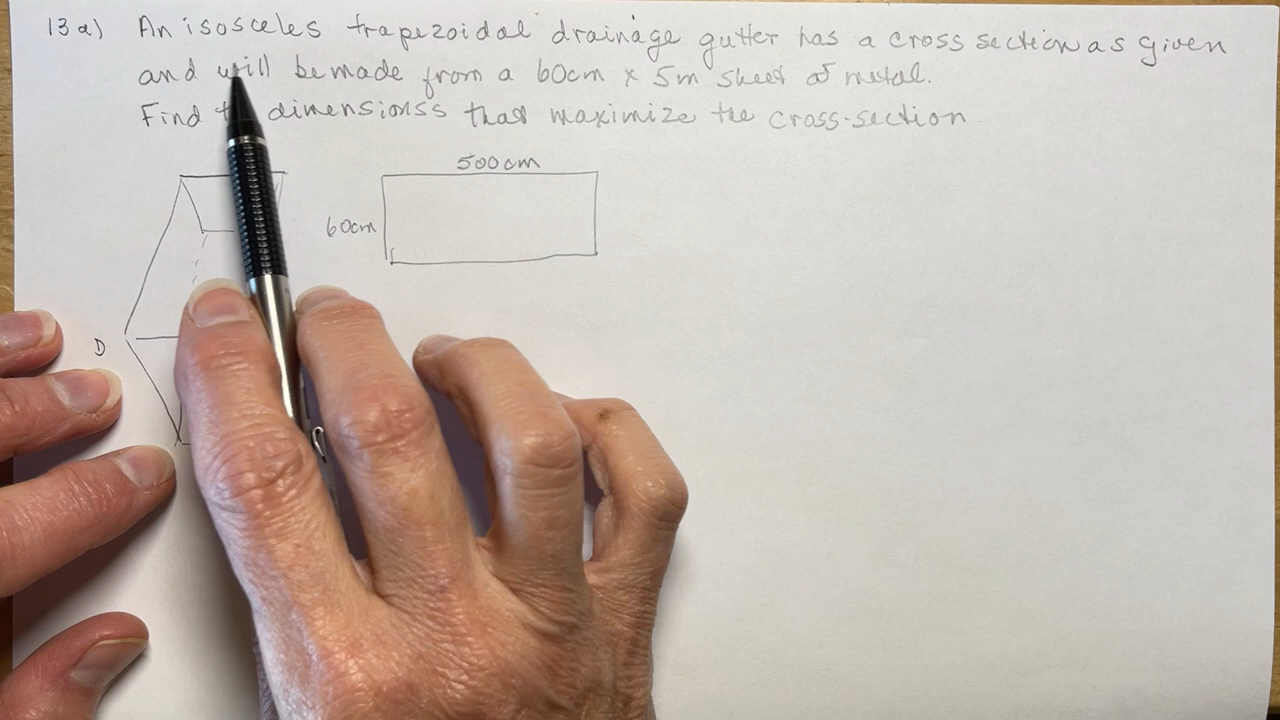 13 a) An isosceles trapezoidal drainage gutter has a cross section as given
and will be made from a 60cm x 5m sheet of metal.
Find dimensionss that maximize the cross-section.
500cm
60cm
D